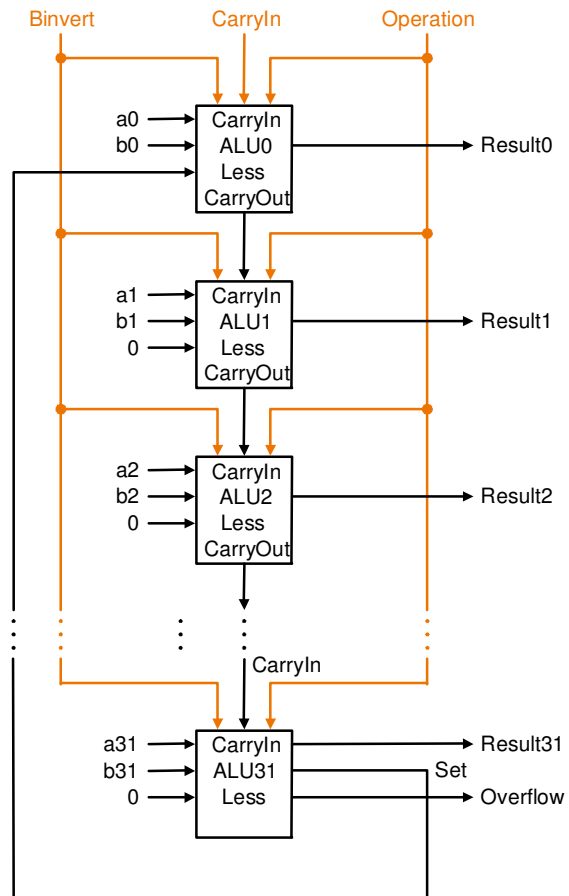 Binvert CarryIn Operation
a0 CarryIn
b0 ALU0 Result0
Less
CarryOut
a1 CarryIn
b1 ALU1 Result1
0 Less
CarryOut
a2 CarryIn
b2 ALU2 Result2
0 Less
CarryOut
CarryIn
a31 CarryIn Result31
b31 ALU31 Set
0 Less Overflow